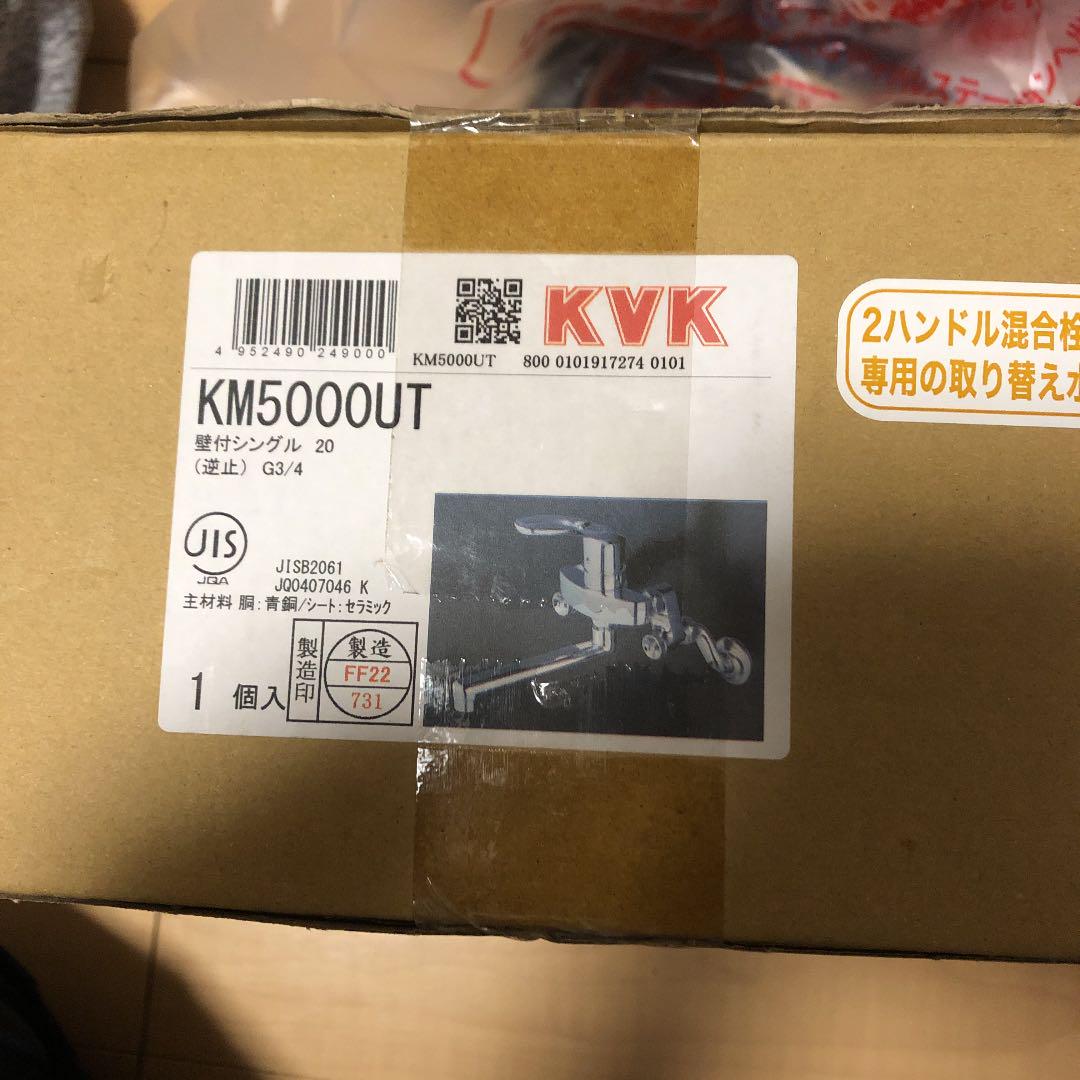 4 952490 249000
KM5000UT
KVK
800 0101917274 0101
KM5000UT
壁付シングル 20
(逆止) G3/4
JIS
JQA
JISB2061
JQ0407046 K
主材料 胴:青銅/シート:セラミック
1 個入
製造印
製造
FF22
731
2ハンドル混合栓
専用の取り替え